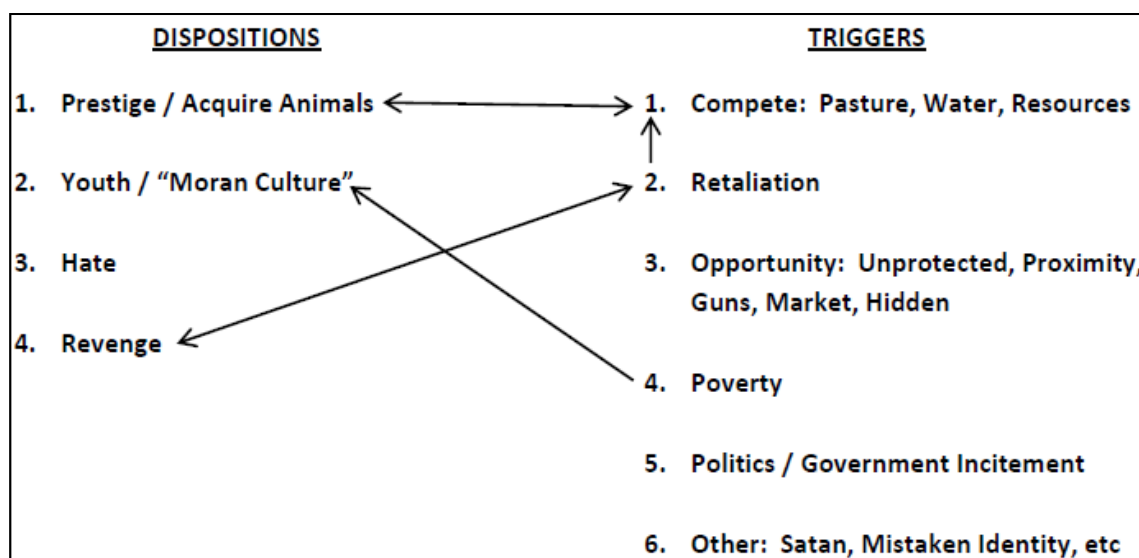 DISPOSITIONS
1. Prestige / Acquire Animals
2. Youth / “Moran Culture”
3. Hate
4. Revenge
TRIGGERS
1. Compete: Pasture, Water, Resources
2. Retaliation
3. Opportunity: Unprotected, Proximity,
Guns, Market, Hidden
4. Poverty
5. Politics / Government Incitement
6. Other: Satan, Mistaken Identity, etc